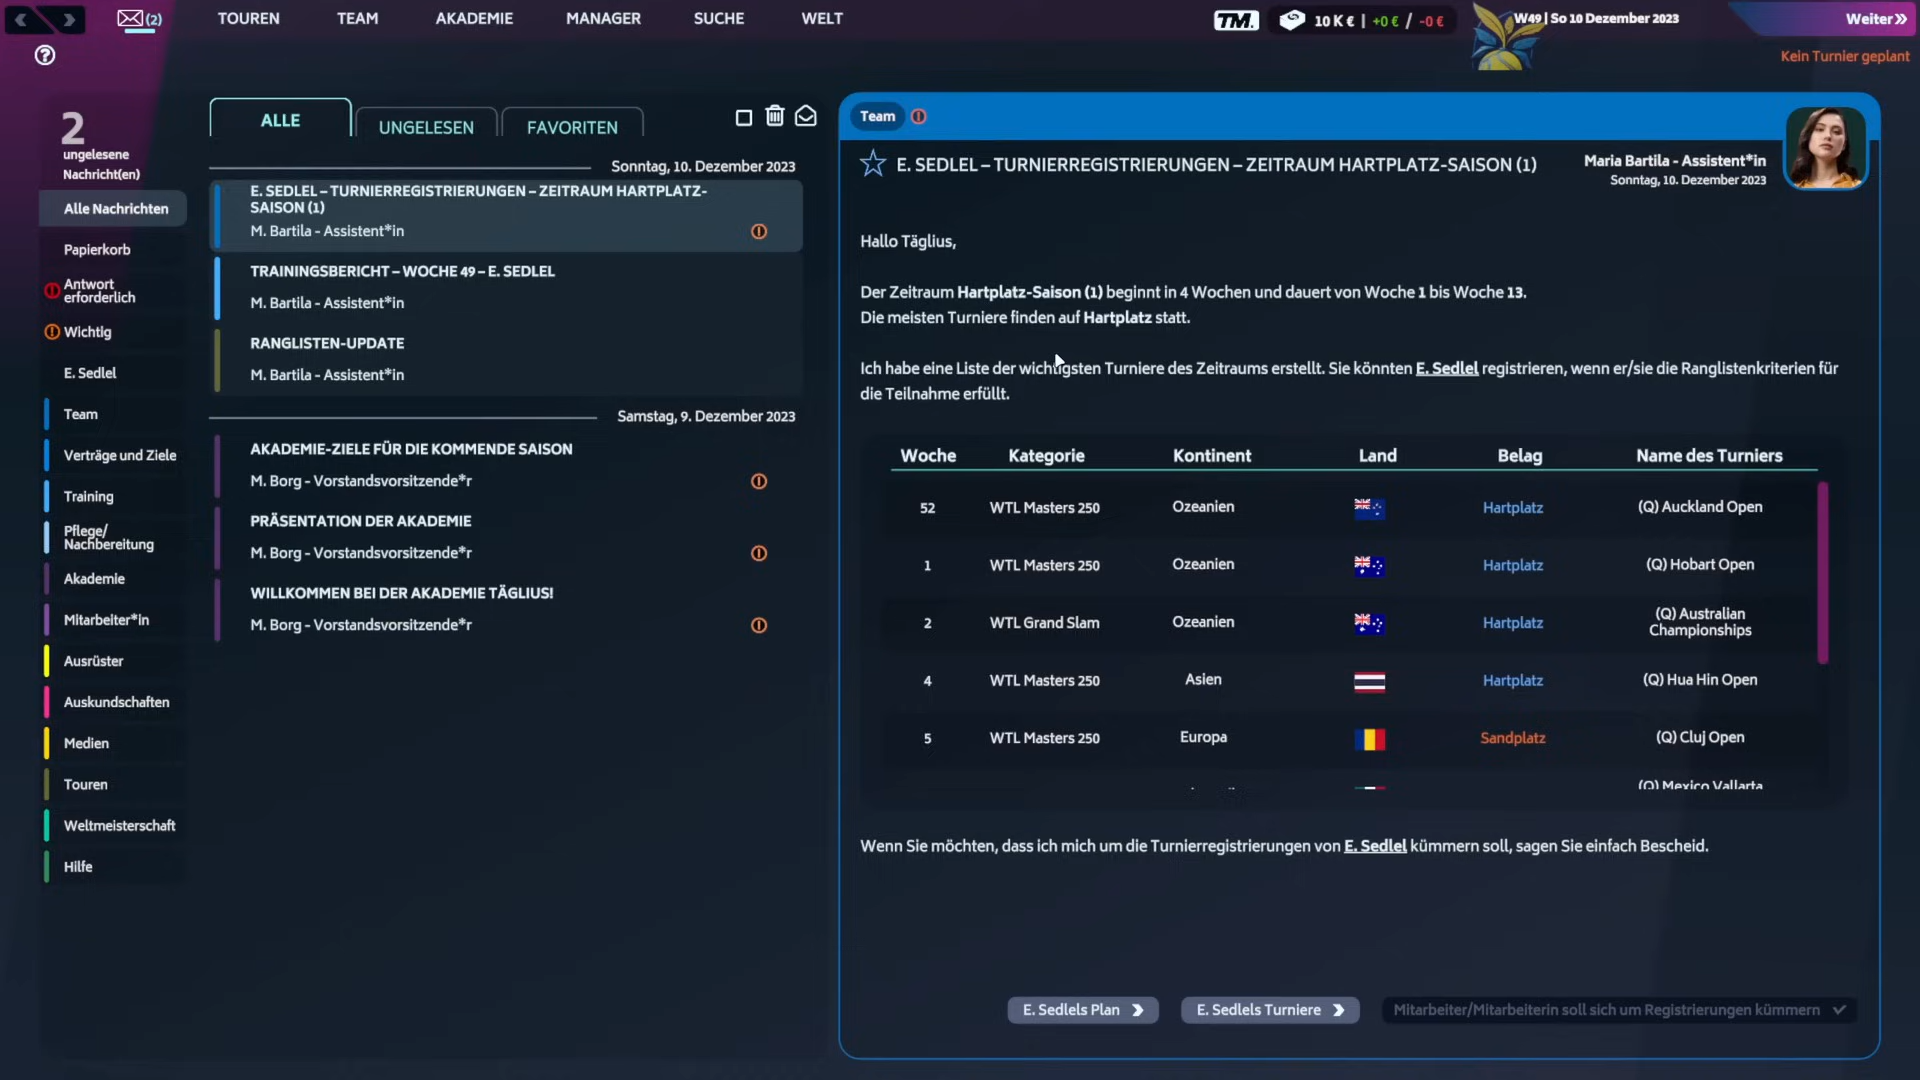 (2)
TOUREN
TEAM
AKADEMIE
MANAGER
SUCHE
WELT
TM.
10 K € | +0 € / -0 €
W49 | So 10 Dezember 2023
Weiter
Kein Turnier geplant
2
ungelesene
Nachricht(en)
Alle Nachrichten
Papierkorb
Antwort
erforderlich
Wichtig
E. Sedlel
Team
Verträge und Ziele
Training
Pflege/
Nachbereitung
Akademie
Mitarbeiter*in
Ausrüster
Auskundschaften
Medien
Touren
Weltmeisterschaft
Hilfe
ALLE
UNGELESEN
FAVORITEN
Sonntag, 10. Dezember 2023
E. SEDLEL – TURNIERREGISTRIERUNGEN – ZEITRAUM HARTPLATZ-
SAISON (1)
M. Bartila - Assistent*in
TRAININGSBERICHT – WOCHE 49 – E. SEDLEL
M. Bartila - Assistent*in
RANGLISTEN-UPDATE
M. Bartila - Assistent*in
Samstag, 9. Dezember 2023
AKADEMIE-ZIELE FÜR DIE KOMMENDE SAISON
M. Borg - Vorstandsvorsitzende*r
PRÄSENTATION DER AKADEMIE
M. Borg - Vorstandsvorsitzende*r
WILLKOMMEN BEI DER AKADEMIE TÄGLIUS!
M. Borg - Vorstandsvorsitzende*r
Team
E. SEDLEL – TURNIERREGISTRIERUNGEN – ZEITRAUM HARTPLATZ-SAISON (1)
Maria Bartila - Assistent*in
Sonntag, 10. Dezember 2023
Hallo Täglius,
Der Zeitraum Hartplatz-Saison (1) beginnt in 4 Wochen und dauert von Woche 1 bis Woche 13.
Die meisten Turniere finden auf Hartplatz statt.
Ich habe eine Liste der wichtigsten Turniere des Zeitraums erstellt. Sie könnten E. Sedlel registrieren, wenn er/sie die Ranglistenkriterien für
die Teilnahme erfüllt.
Woche Kategorie Kontinent Land Belag Name des Turniers
52 WTL Masters 250 Ozeanien Hartplatz (Q) Auckland Open
1 WTL Masters 250 Ozeanien Hartplatz (Q) Hobart Open
2 WTL Grand Slam Ozeanien Hartplatz (Q) Australian
Championships
4 WTL Masters 250 Asien Hartplatz (Q) Hua Hin Open
5 WTL Masters 250 Europa Sandplatz (Q) Cluj Open
(Q) Mexico Vallarta
Wenn Sie möchten, dass ich mich um die Turnierregistrierungen von E. Sedlel kümmern soll, sagen Sie einfach Bescheid.
E. Sedlels Plan
E. Sedlels Turniere
Mitarbeiter/Mitarbeiterin soll sich um Registrierungen kümmern